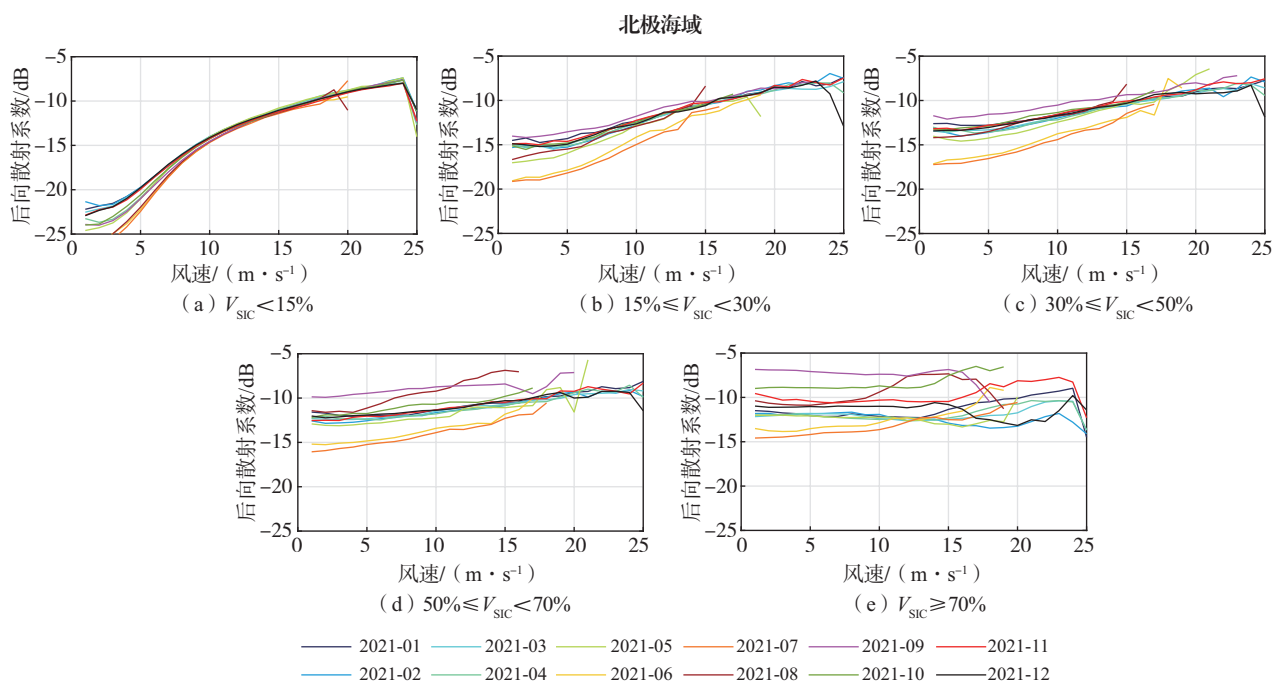 北极海域
−5
−10
−15
−20
−25
后向散射系数/dB
0 5 10 15 20 25
风速/（m·s⁻¹）
（a）V_SIC＜15%
−5
−10
−15
−20
−25
后向散射系数/dB
0 5 10 15 20 25
风速/（m·s⁻¹）
（b）15%≤V_SIC＜30%
−5
−10
−15
−20
−25
后向散射系数/dB
0 5 10 15 20 25
风速/（m·s⁻¹）
（c）30%≤V_SIC＜50%
−5
−10
−15
−20
−25
后向散射系数/dB
0 5 10 15 20 25
风速/（m·s⁻¹）
（d）50%≤V_SIC＜70%
−5
−10
−15
−20
−25
后向散射系数/dB
0 5 10 15 20 25
风速/（m·s⁻¹）
（e）V_SIC≥70%
2021-01 2021-03 2021-05 2021-07 2021-09 2021-11
2021-02 2021-04 2021-06 2021-08 2021-10 2021-12